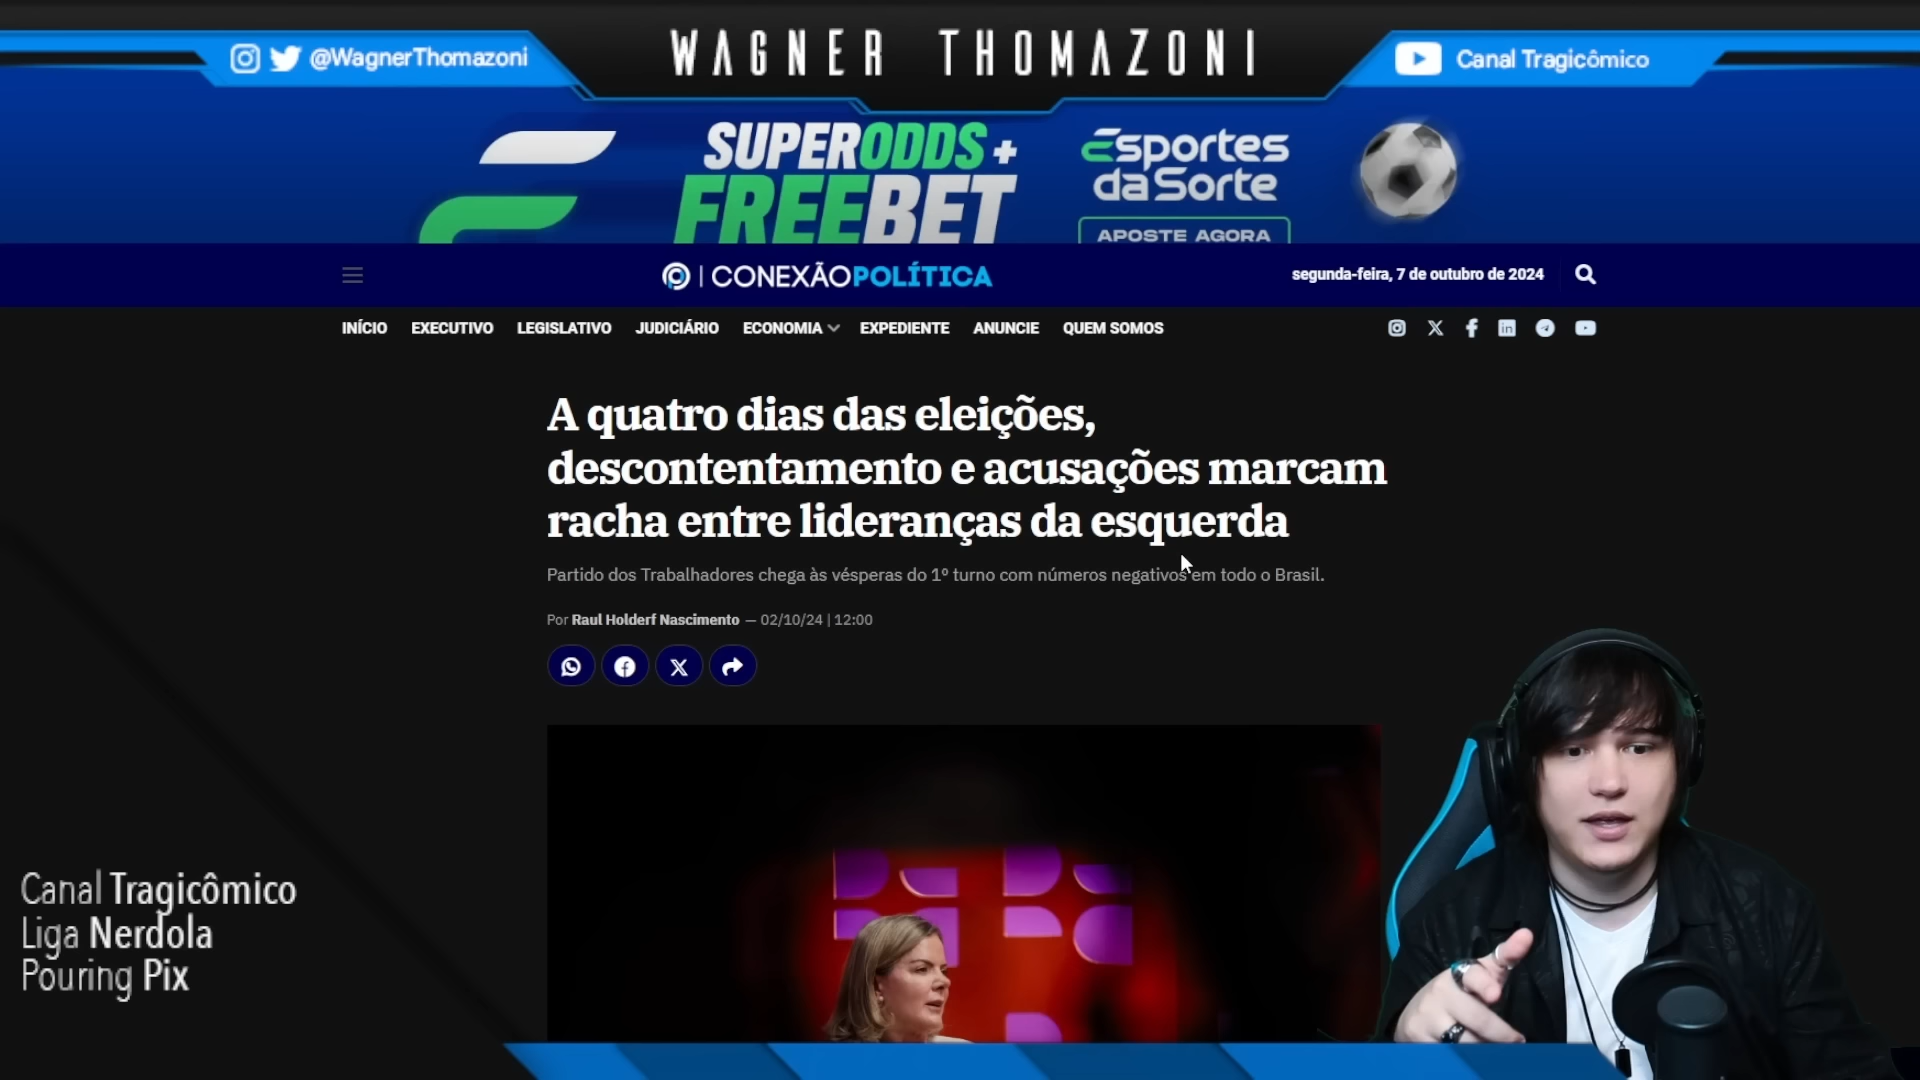 @WagnerThomazoni
WAGNER THOMAZONI
Canal Tragicômico
SUPERODDS +
FREEBET
Esportes
daSorte
APOSTE AGORA
CONEXÃOPOLÍTICA
segunda-feira, 7 de outubro de 2024
INÍCIO EXECUTIVO LEGISLATIVO JUDICIÁRIO ECONOMIA EXPEDIENTE ANUNCIE QUEM SOMOS
A quatro dias das eleições,
descontentamento e acusações marcam
racha entre lideranças da esquerda
Partido dos Trabalhadores chega às vésperas do 1º turno com números negativos em todo o Brasil.
Por Raul Holderf Nascimento — 02/10/24 | 12:00
Canal Tragicômico
Liga Nerdola
Pouring Pix